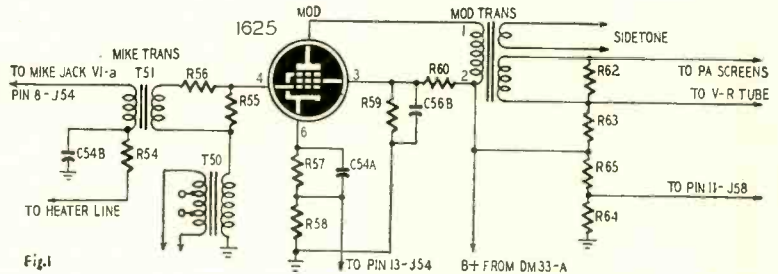 MOD
MOD TRANS
1625
1
SIDETONE
MIKE TRANS
TO MIKE JACK VI-a
T51
R56
4
3
R60
2
R62
TO PA SCREENS
PIN 8-J54
R55
R59
C56B
TO V-R TUBE
R63
C54B
R54
6
T50
R57
C54A
R65
TO PIN 11-J58
TO HEATER LINE
R58
R64
Fig.1
TO PIN 13-J54
B+ FROM DM33-A